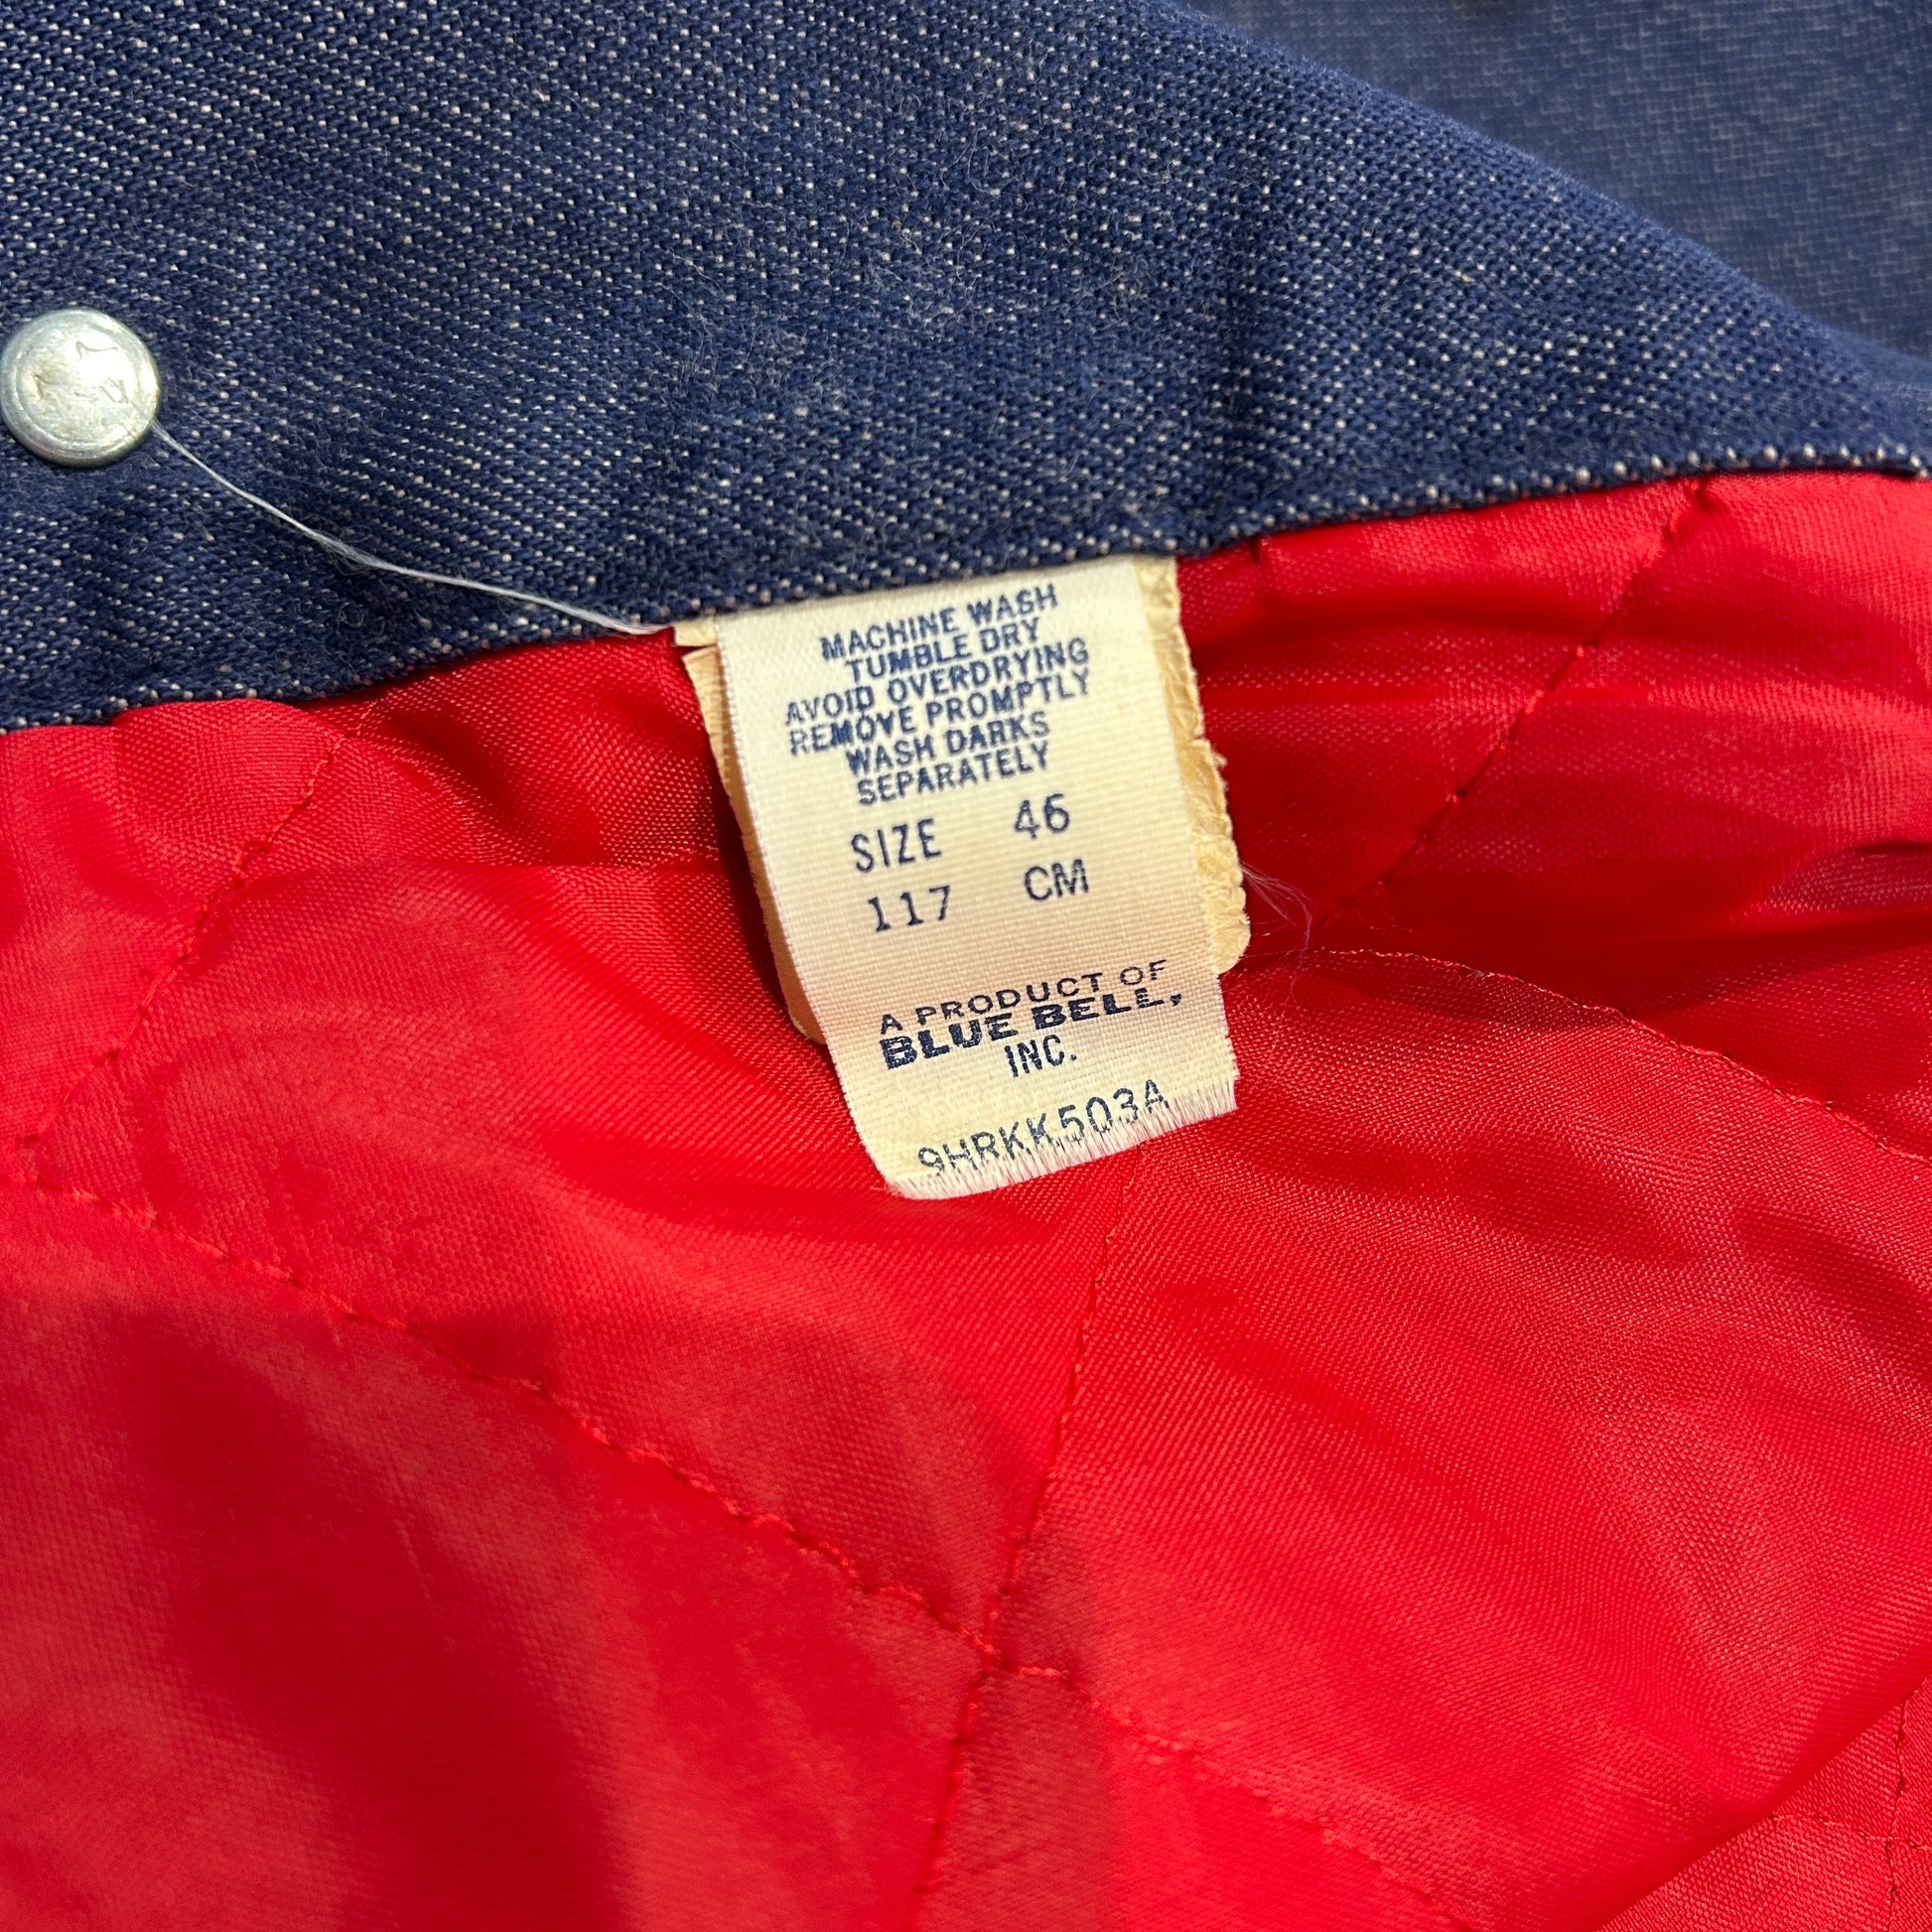 MACHINE WASH
TUMBLE DRY
AVOID OVERDRYING
REMOVE PROMPTLY
WASH DARKS
SEPARATELY
SIZE 46
117 CM
A PRODUCT OF
BLUE BELL,
INC.
9HRKK503A